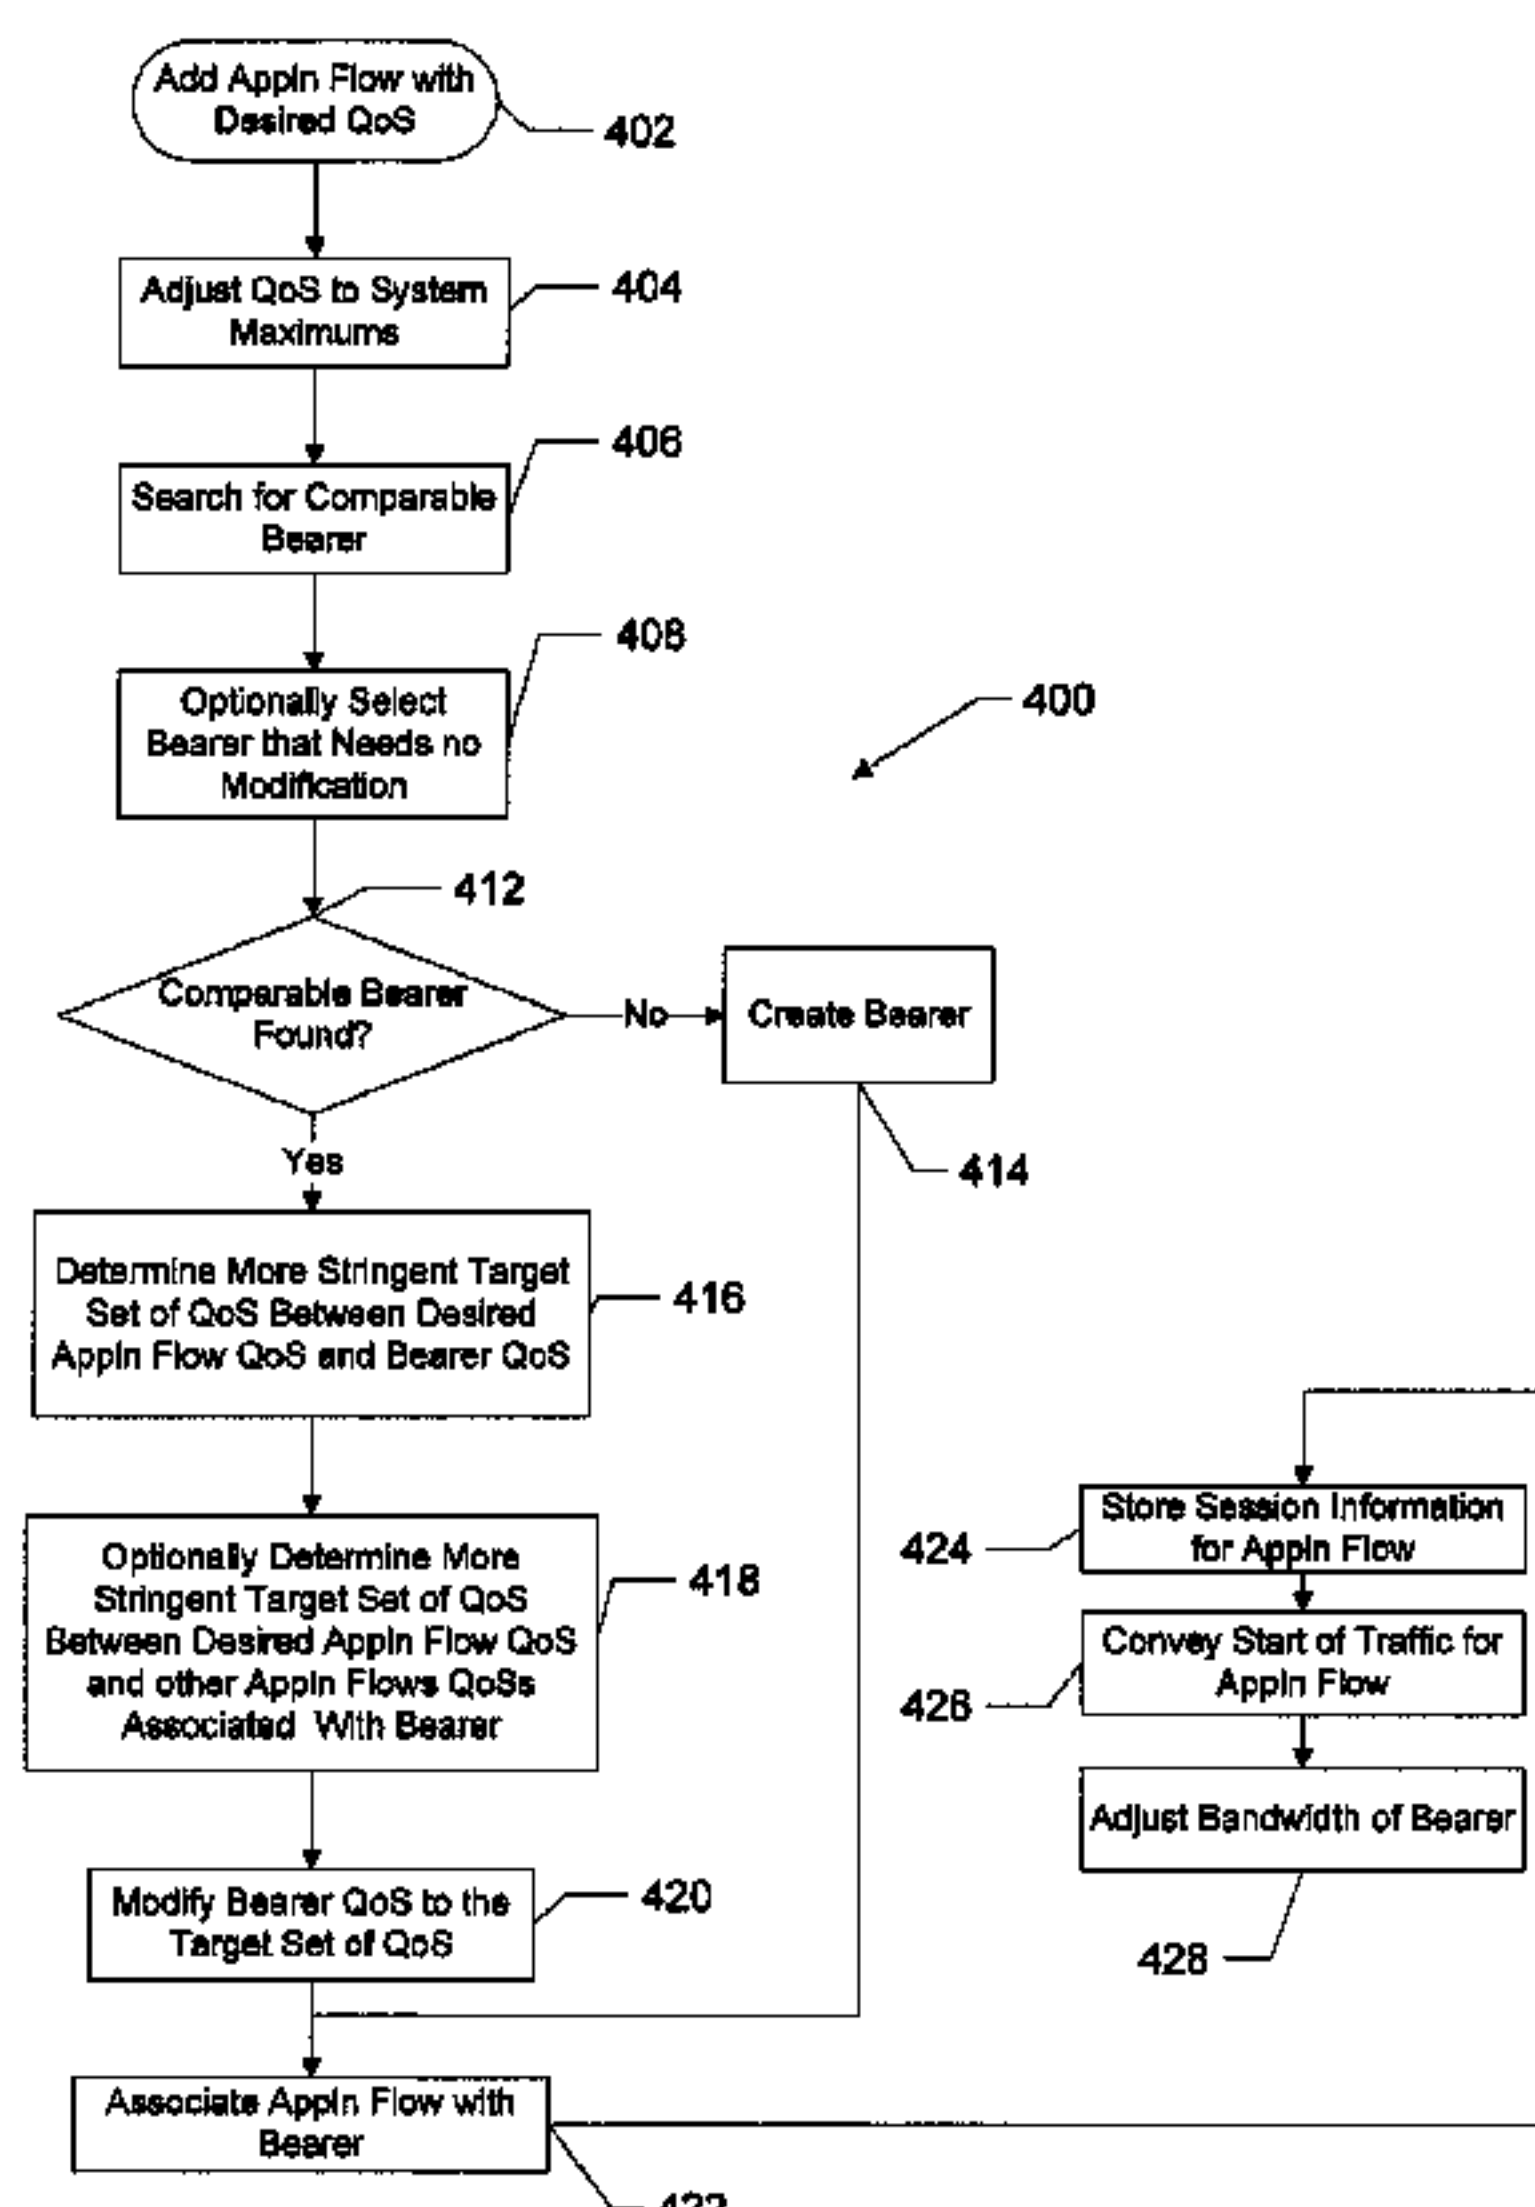 Add Appln Flow with
Desired QoS
402
Adjust QoS to System
Maximums
404
406
Search for Comparable
Bearer
408
Optionally Select
Bearer that Needs no
Modification
400
412
Comparable Bearer
Found?
No
Create Bearer
414
Yes
Determine More Stringent Target
Set of QoS Between Desired
Appln Flow QoS and Bearer QoS
416
Optionally Determine More
Stringent Target Set of QoS
Between Desired Appln Flow QoS
and other Appln Flows QoSs
Associated With Bearer
418
Store Session Information
for Appln Flow
424
Convey Start of Traffic for
Appln Flow
426
Adjust Bandwidth of Bearer
428
Modify Bearer QoS to the
Target Set of QoS
420
Associate Appln Flow with
Bearer